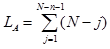 L_A = \sum_{j=1}^{N-n-1} (N-j)